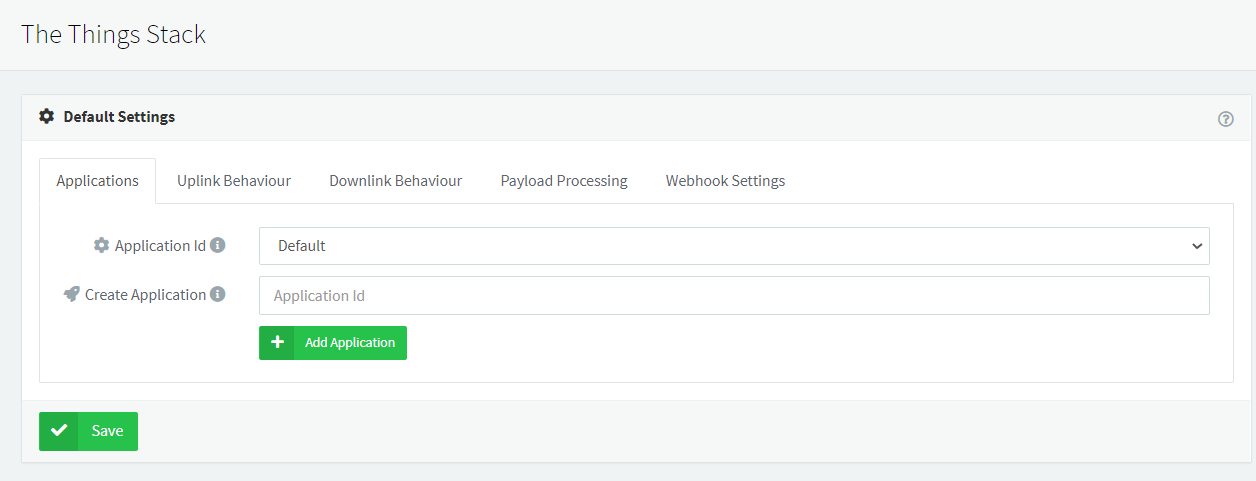 The Things Stack
Default Settings
Applications Uplink Behaviour Downlink Behaviour Payload Processing Webhook Settings
Application Id Default
Create Application Application Id
Add Application
Save